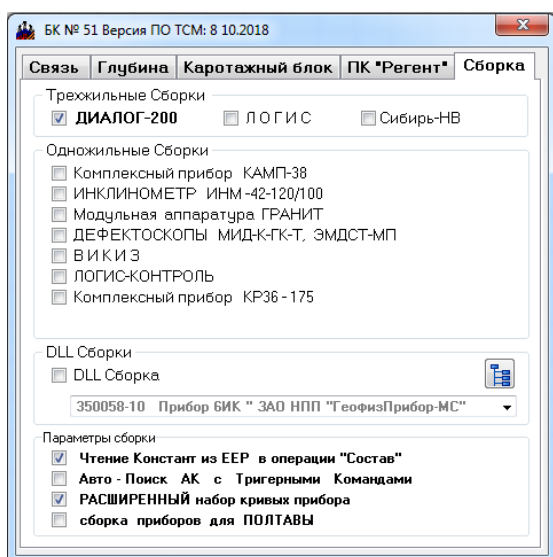 БК № 51 Версия ПО ТСМ: 8 10.2018
Связь Глубина Каротажный блок ПК "Регент" Сборка
Трехжильные Сборки
ДИАЛОГ-200 ЛОГИС Сибирь-НВ
Одножильные Сборки
Комплексный прибор КАМП-38
ИНКЛИНОМЕТР ИНМ-42-120/100
Модульная аппаратура ГРАНИТ
ДЕФЕКТОСКОПЫ МИД-К-ГК-Т, ЭМДСТ-МП
ВИКИЗ
ЛОГИС-КОНТРОЛЬ
Комплексный прибор КР36-175
DLL Сборки
DLL Сборка
350058-10 Прибор 6ИК " ЗАО НПП "ГеофизПрибор-МС"
Параметры сборки
Чтение Констант из ЕЕР в операции "Состав"
Авто - Поиск АК с Тригерными Командами
РАСШИРЕННЫЙ набор кривых прибора
сборка приборов для ПОЛТАВЫ